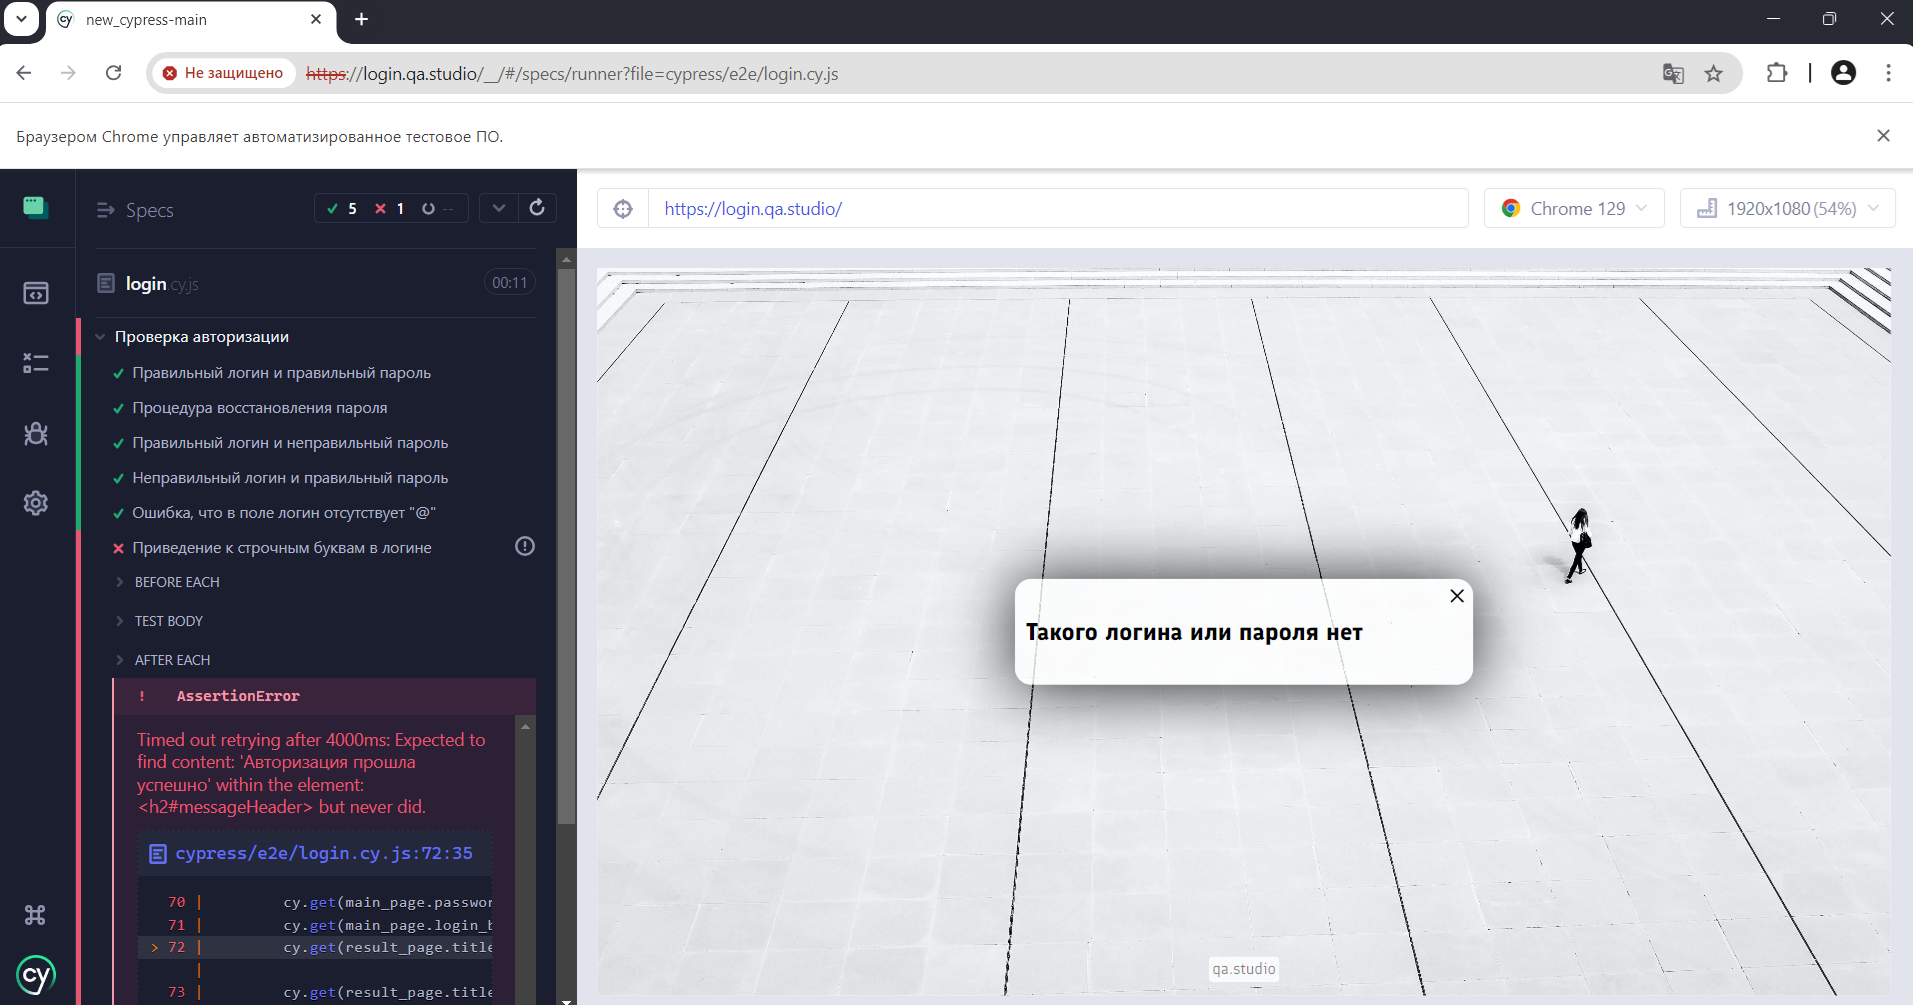 new_cypress-main
Не защищено
https://login.qa.studio/__/#/specs/runner?file=cypress/e2e/login.cy.js
Браузером Chrome управляет автоматизированное тестовое ПО.
Specs
5 1 --
login.cy.js
00:11
Проверка авторизации
Правильный логин и правильный пароль
Процедура восстановления пароля
Правильный логин и неправильный пароль
Неправильный логин и правильный пароль
Ошибка, что в поле логин отсутствует "@"
Приведение к строчным буквам в логине
BEFORE EACH
TEST BODY
AFTER EACH
! AssertionError
Timed out retrying after 4000ms: Expected to
find content: 'Авторизация прошла
успешно' within the element:
<h2#messageHeader> but never did.
cypress/e2e/login.cy.js:72:35
70 | cy.get(main_page.passwor
71 | cy.get(main_page.login_b
> 72 | cy.get(result_page.title
|
73 | cy.get(result_page.title
cy
https://login.qa.studio/
Chrome 129
1920x1080 (54%)
Такого логина или пароля нет
qa.studio